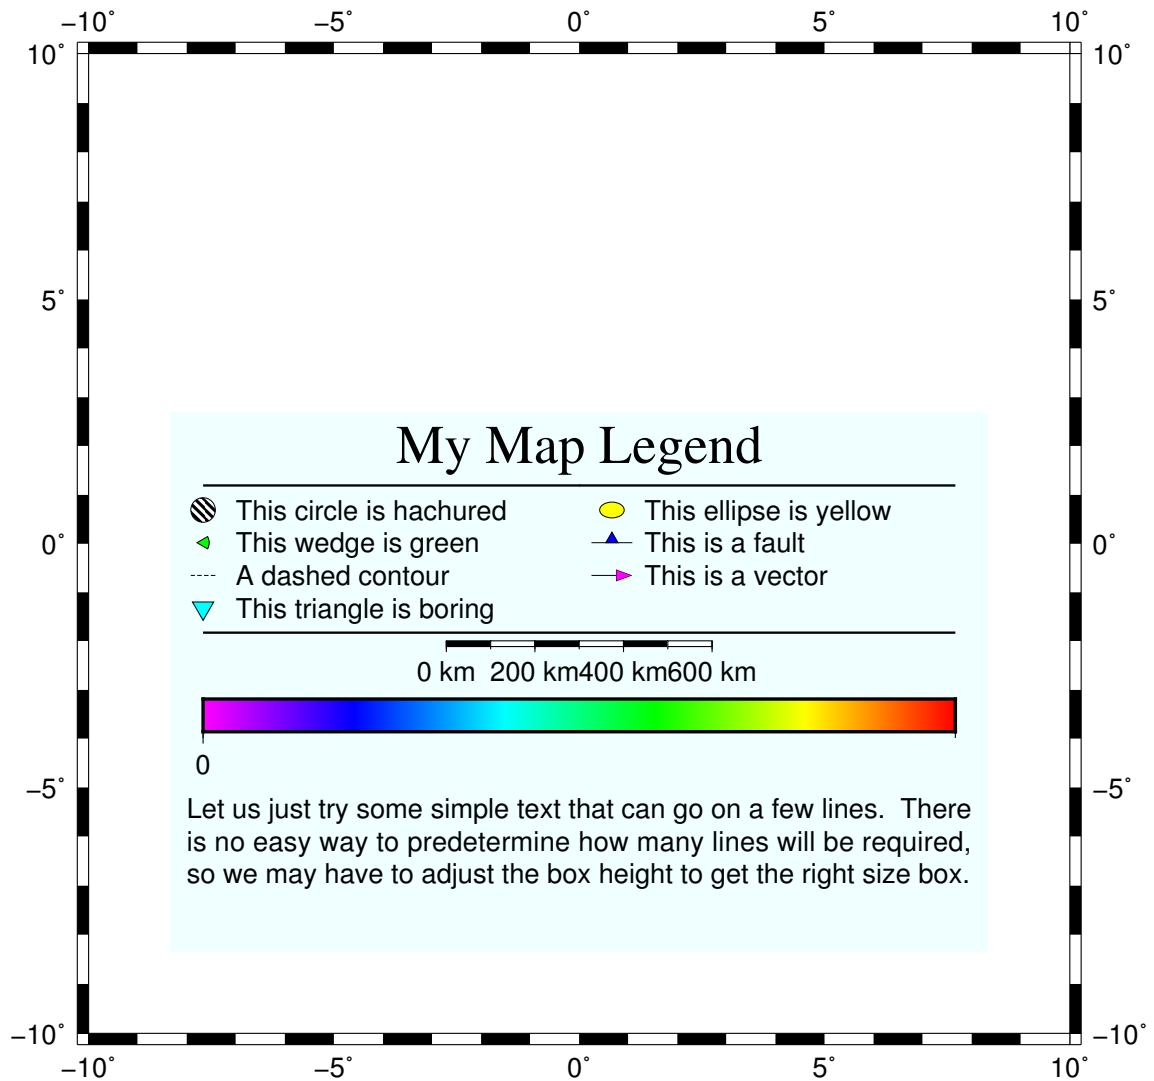 −10˚ −5˚ 0˚ 5˚ 10˚
10˚ 10˚
5˚ 5˚
My Map Legend
This circle is hachured This ellipse is yellow
0˚ This wedge is green This is a fault 0˚
A dashed contour This is a vector
This triangle is boring
0 km 200 km 400 km 600 km
0
−5˚ −5˚
Let us just try some simple text that can go on a few lines. There
is no easy way to predetermine how many lines will be required,
so we may have to adjust the box height to get the right size box.
−10˚ −10˚
−10˚ −5˚ 0˚ 5˚ 10˚